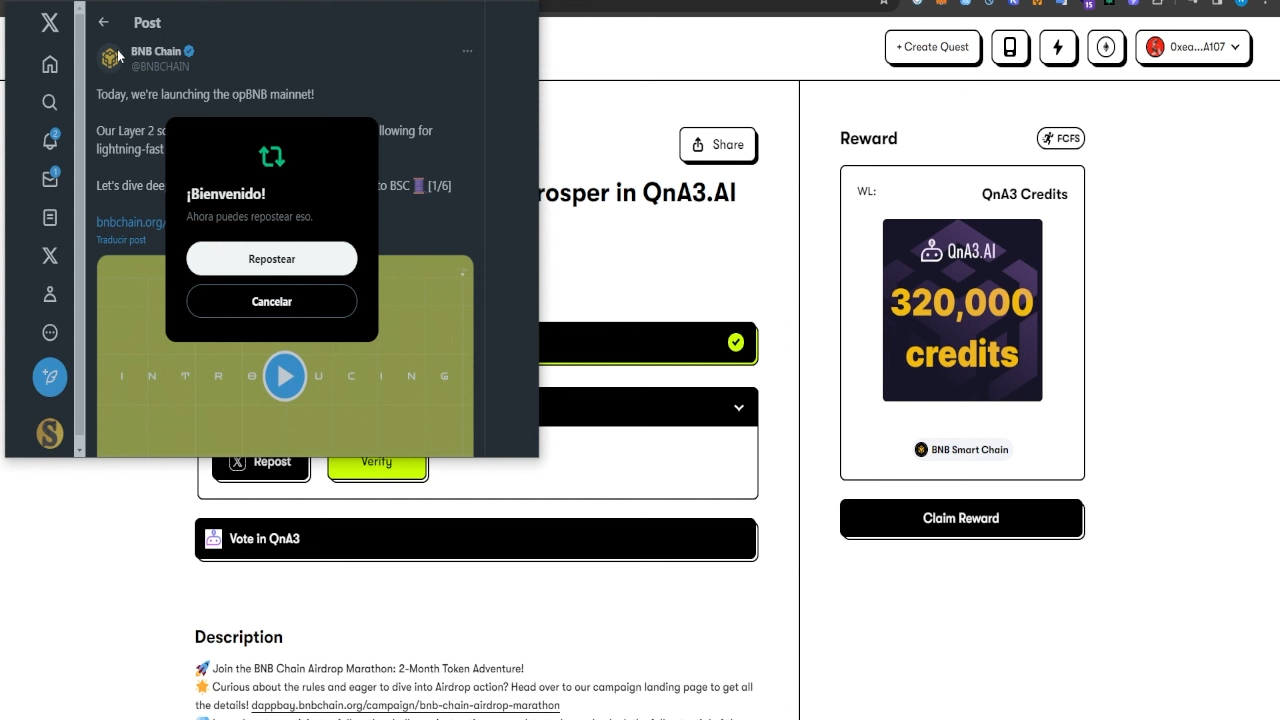 Post
BNB Chain
@BNBCHAIN
Today, we're launching the opBNB mainnet!
Our Layer 2 llowing for
lightning-fast
Let's dive dee to BSC 🧵 [1/6]
bnbchain.org/
Traducir post
¡Bienvenido!
Ahora puedes repostear eso.
Repostear
Cancelar
I N T R O U C I N G
2
1
15
+ Create Quest
0xea...A107
Share
rosper in QnA3.AI
Repost
Verify
Vote in QnA3
Description
🚀 Join the BNB Chain Airdrop Marathon: 2-Month Token Adventure!
🌟 Curious about the rules and eager to dive into Airdrop action? Head over to our campaign landing page to get all
the details! dappbay.bnbchain.org/campaign/bnb-chain-airdrop-marathon
Reward
FCFS
WL:
QnA3 Credits
QnA3.AI
320,000
credits
BNB Smart Chain
Claim Reward